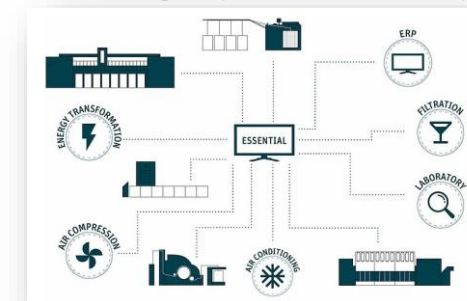 ERP
ENERGY TRANSFORMATION
ESSENTIAL
FILTRATION
LABORATORY
AIR COMPRESSION
AIR CONDITIONING